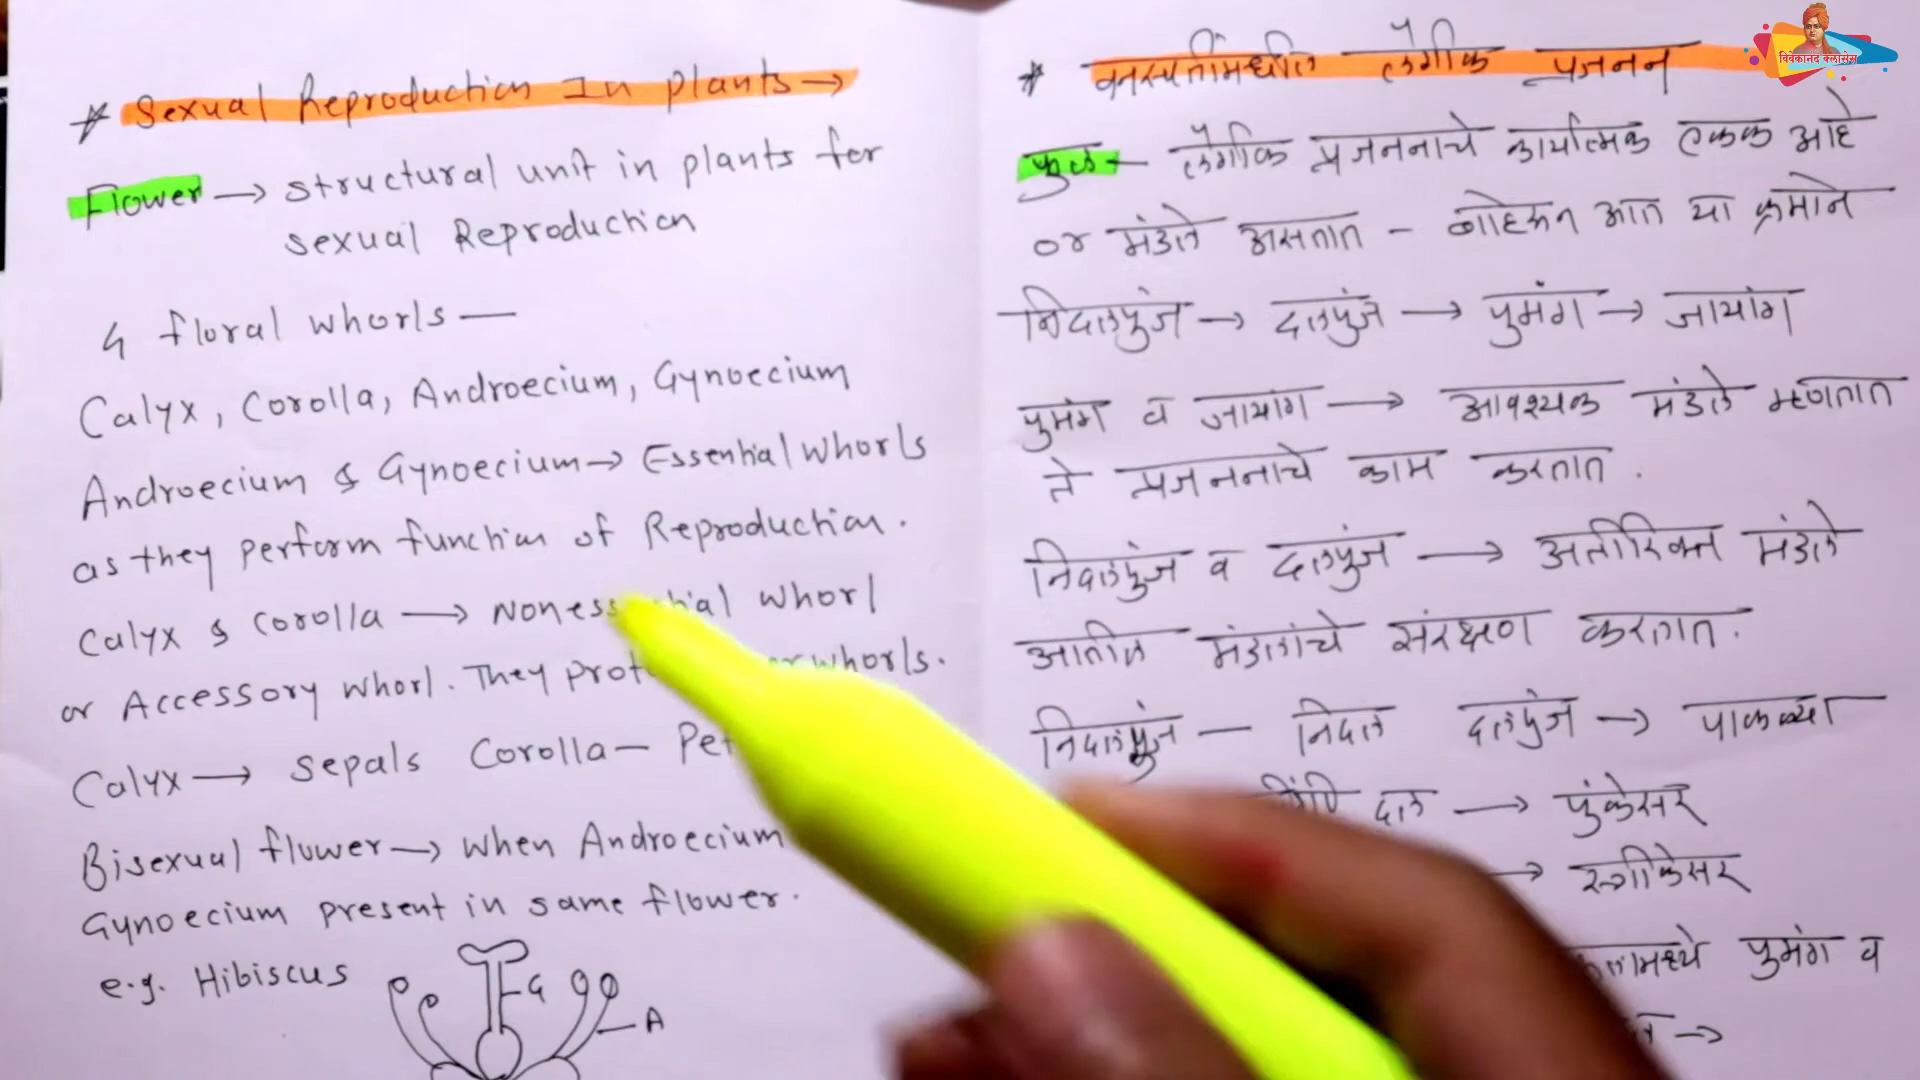 * Sexual Reproduction In plants →
Flower → structural unit in plants for
sexual Reproduction
4 floral whorls —
Calyx, Corolla, Androecium, Gynoecium
Androecium & Gynoecium → Essential whorls
as they perform function of Reproduction.
Calyx & Corolla → Nonessential whorl
or Accessory whorl. They whorls.
Calyx → sepals Corolla —
Bisexual flower → when Androecium
Gynoecium present in same flower.
e.g. Hibiscus
G
A
* वनस्पतींमधील लैंगीक प्रजनन
फुल — लैंगीक प्रजननाचे कार्यात्मक एकक आहे
or मंडले असतात - बाहेरून आत या क्रमाने
निदलपुंज → दलपुंज → पुमंग → जायांग
पुमंग व जायांग → आवश्यक मंडले म्हणतात
ते प्रजननाचे काम करतात .
निदलपुंज व दलपुंज → अतीरिक्त मंडले
आतील मंडलांचे संरक्षण करतात .
निदलपुंज — निदल दलपुंज → पाकळ्या
दल → पुंकेसर
→ स्त्रीकेसर
पुमंग व
→
विवेकानंद क्लासेस